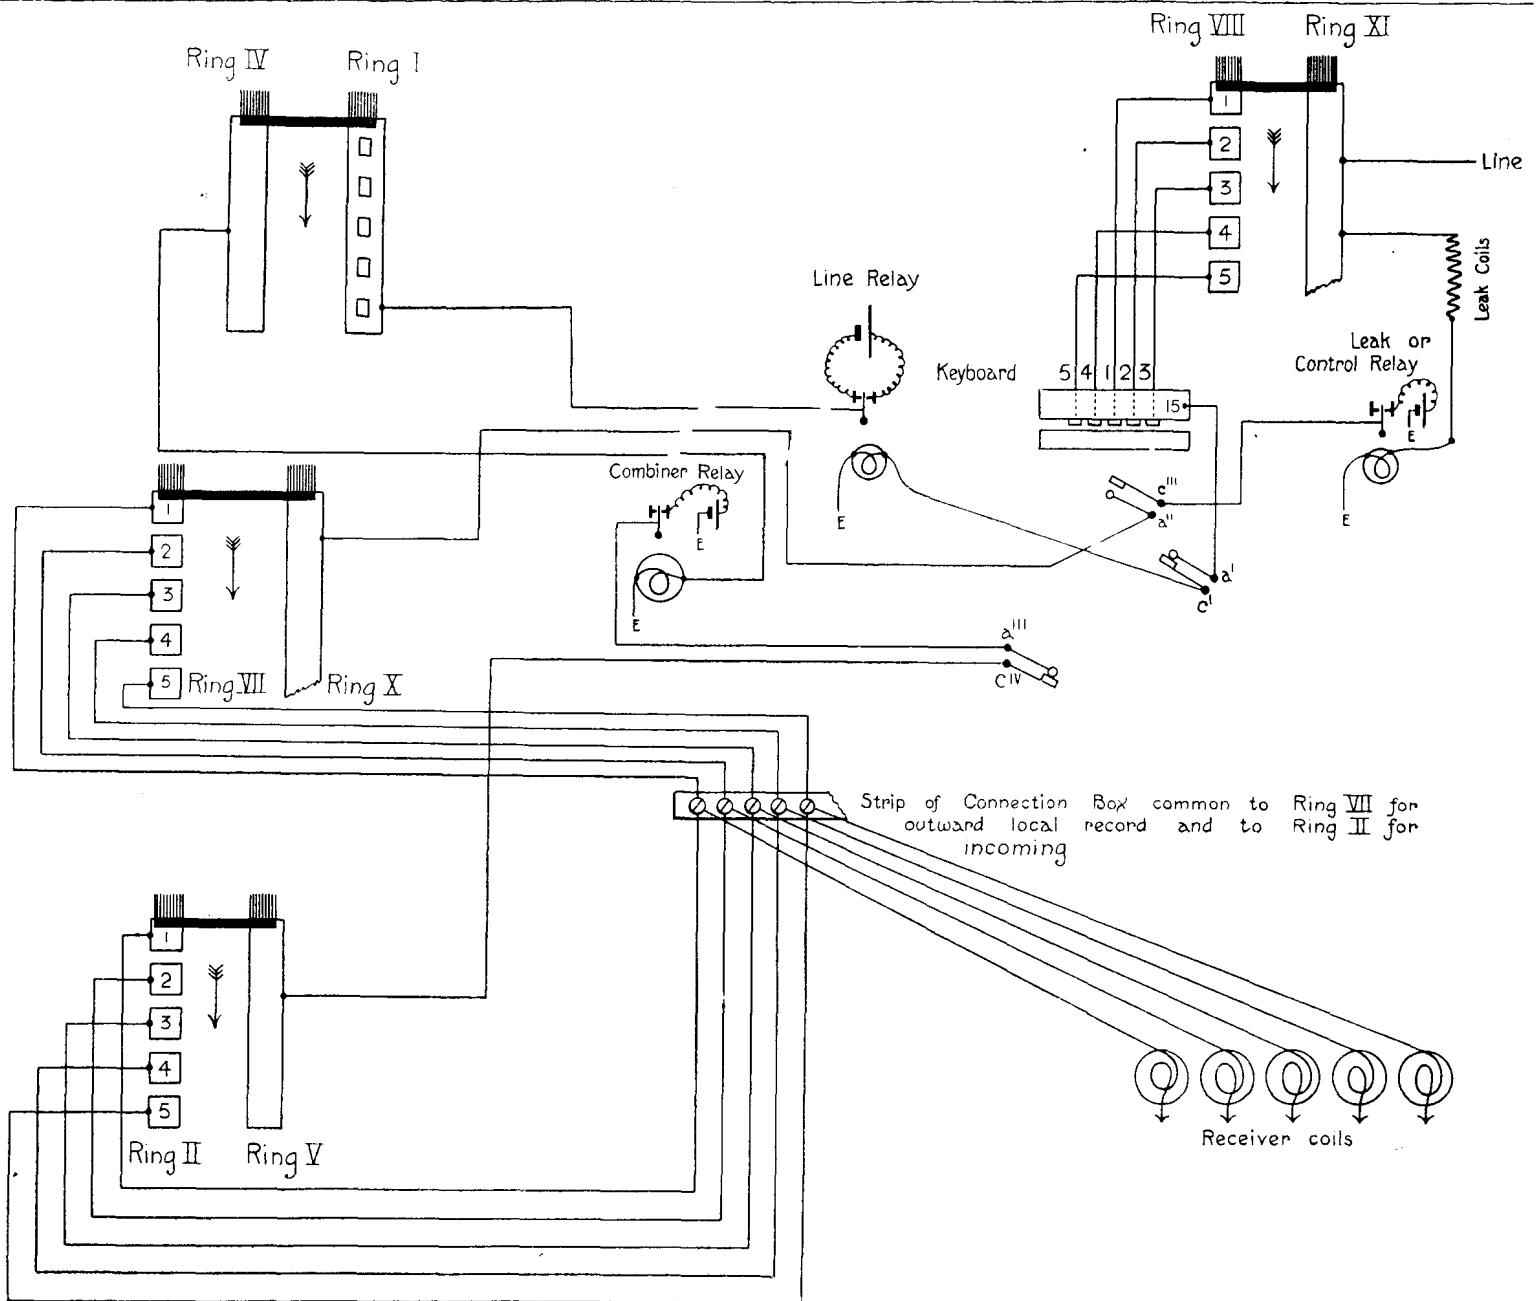 Ring IV
Ring I
Ring VIII
Ring XI
1
2
3
4
5
Line
Leak Coils
Line Relay
Keyboard
5 4 1 2 3
15
Leak or
Control Relay
E
E
E
Combiner Relay
E
E
c'''
a''
a'
c'
a'''
C IV
1
2
3
4
5
Ring VII
Ring X
Strip of Connection Box common to Ring VII for
outward local record and to Ring II for
incoming
1
2
3
4
5
Ring II
Ring V
Receiver coils